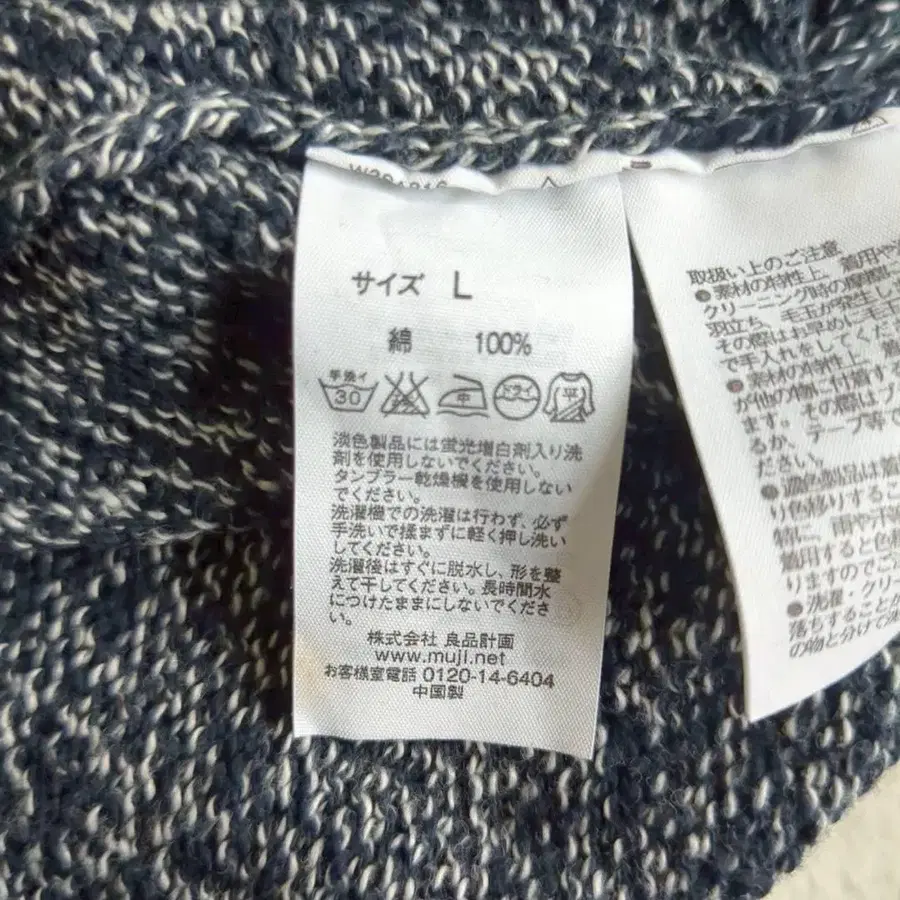 サイズ L
綿 100%
手洗イ
30
中
ドライ
平
淡色製品には蛍光増白剤入り洗
剤を使用しないでください。
タンブラー乾燥機を使用しない
でください。
洗濯機での洗濯は行わず、必ず
手洗いで揉まずに軽く押し洗い
してください。
洗濯後はすぐに脱水し、形を整
えて干してください。長時間水
につけたままにしないでくださ
い。
株式会社 良品計画
www.muji.net
お客様室電話 0120-14-6404
中国製
取扱い上のご注意
●素材の特性上、着用や
クリーニング時の摩擦
羽立ち、毛玉が発生し
その際はお早めに毛玉
で手入れをしてくだ
●素材の特性上、着
が他の物に付着する
ます。その際はブ
るか、テープ等で
ださい。
●濃色製品は着
り色移りするこ
特に、雨や汗等
着用すると色移
りますのでご注
●洗濯・クリー
落ちすることが
の物と分けて洗